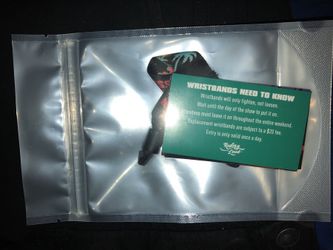 WRISTBANDS NEED TO KNOW
Wristbands will only tighten, not loosen.
Wait until the day of the show to put it on.
must leave it on throughout the entire weekend.
Replacement wristbands are subject to a $20 fee.
Entry is only valid once a day.